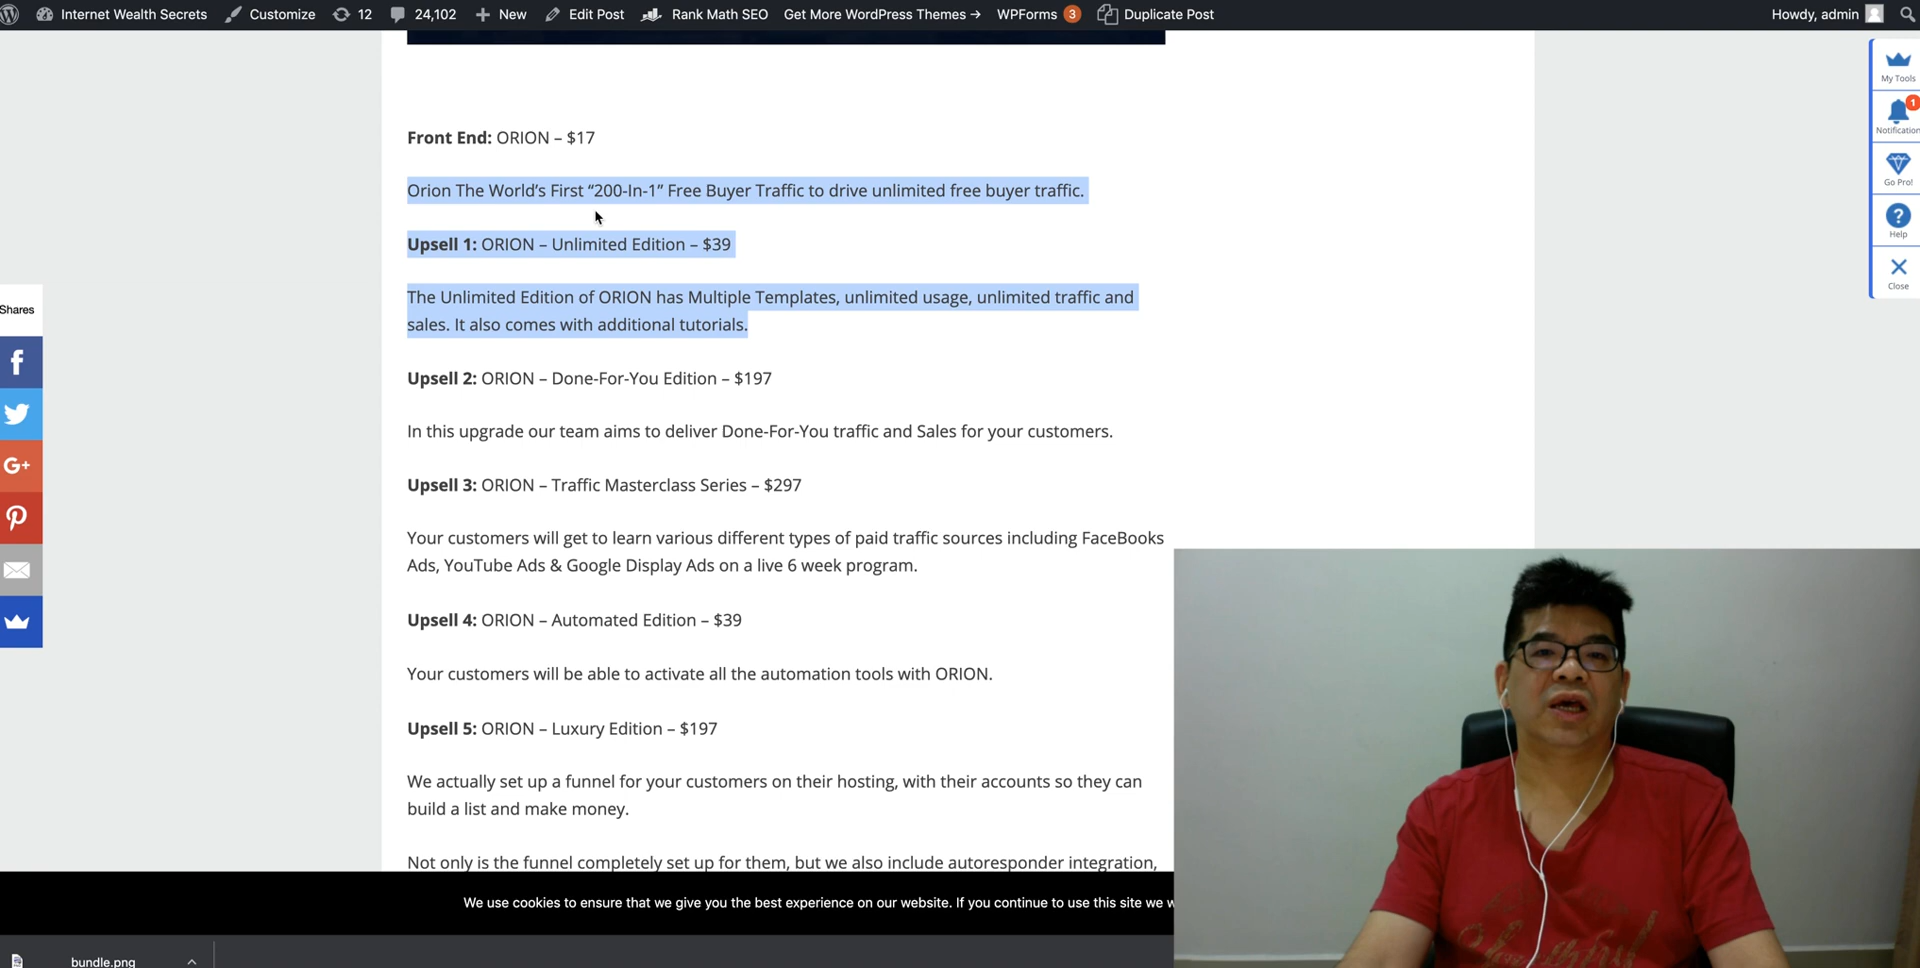 Internet Wealth Secrets Customize 12 24,102 New Edit Post Rank Math SEO Get More WordPress Themes → WPForms 3 Duplicate Post Howdy, admin
My Tools
1
Notification
Go Pro!
Help
Close
Shares
G+
Front End: ORION – $17
Orion The World’s First “200-In-1” Free Buyer Traffic to drive unlimited free buyer traffic.
Upsell 1: ORION – Unlimited Edition – $39
The Unlimited Edition of ORION has Multiple Templates, unlimited usage, unlimited traffic and
sales. It also comes with additional tutorials.
Upsell 2: ORION – Done-For-You Edition – $197
In this upgrade our team aims to deliver Done-For-You traffic and Sales for your customers.
Upsell 3: ORION – Traffic Masterclass Series – $297
Your customers will get to learn various different types of paid traffic sources including FaceBooks
Ads, YouTube Ads & Google Display Ads on a live 6 week program.
Upsell 4: ORION – Automated Edition – $39
Your customers will be able to activate all the automation tools with ORION.
Upsell 5: ORION – Luxury Edition – $197
We actually set up a funnel for your customers on their hosting, with their accounts so they can
build a list and make money.
Not only is the funnel completely set up for them, but we also include autoresponder integration,
We use cookies to ensure that we give you the best experience on our website. If you continue to use this site we
bundle.png